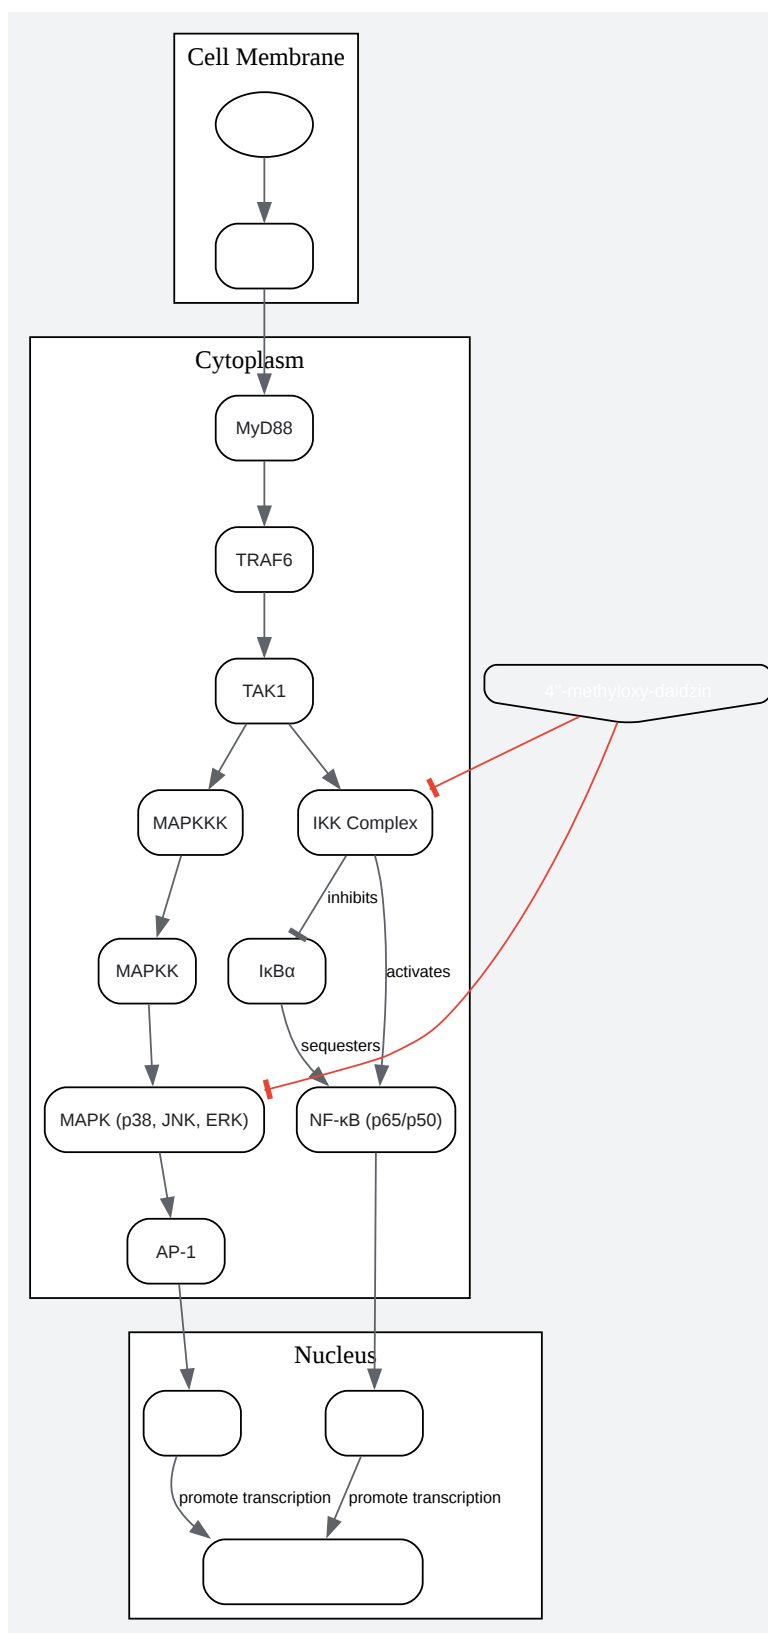 Cell Membrane
Cytoplasm
MyD88
TRAF6
TAK1
4''-methyloxy-daidzin
MAPKKK
IKK Complex
inhibits
MAPKK
IκBα
activates
sequesters
MAPK (p38, JNK, ERK)
NF-κB (p65/p50)
AP-1
Nucleus
promote transcription
promote transcription